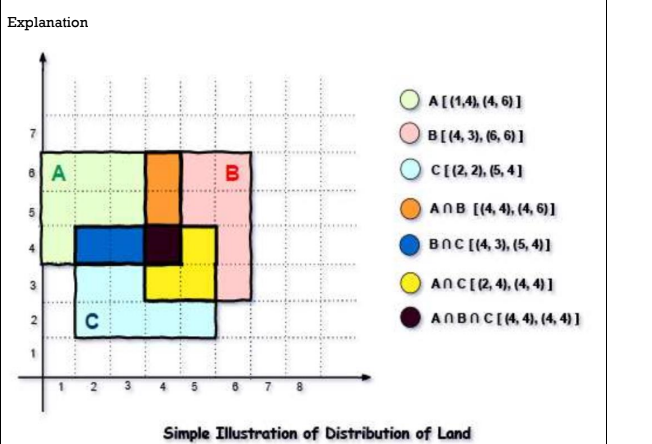 Explanation
7
6
5
4
3
2
1
A
B
C
1 2 3 4 5 6 7 8
A [ (1,4), (4, 6) ]
B [ (4, 3), (6, 6) ]
C [ (2, 2), (5, 4 ]
A ∩ B [ (4, 4), (4, 6) ]
B ∩ C [ (4, 3), (5, 4) ]
A ∩ C [ (2, 4), (4, 4) ]
A ∩ B ∩ C [ (4, 4), (4, 4) ]
Simple Illustration of Distribution of Land